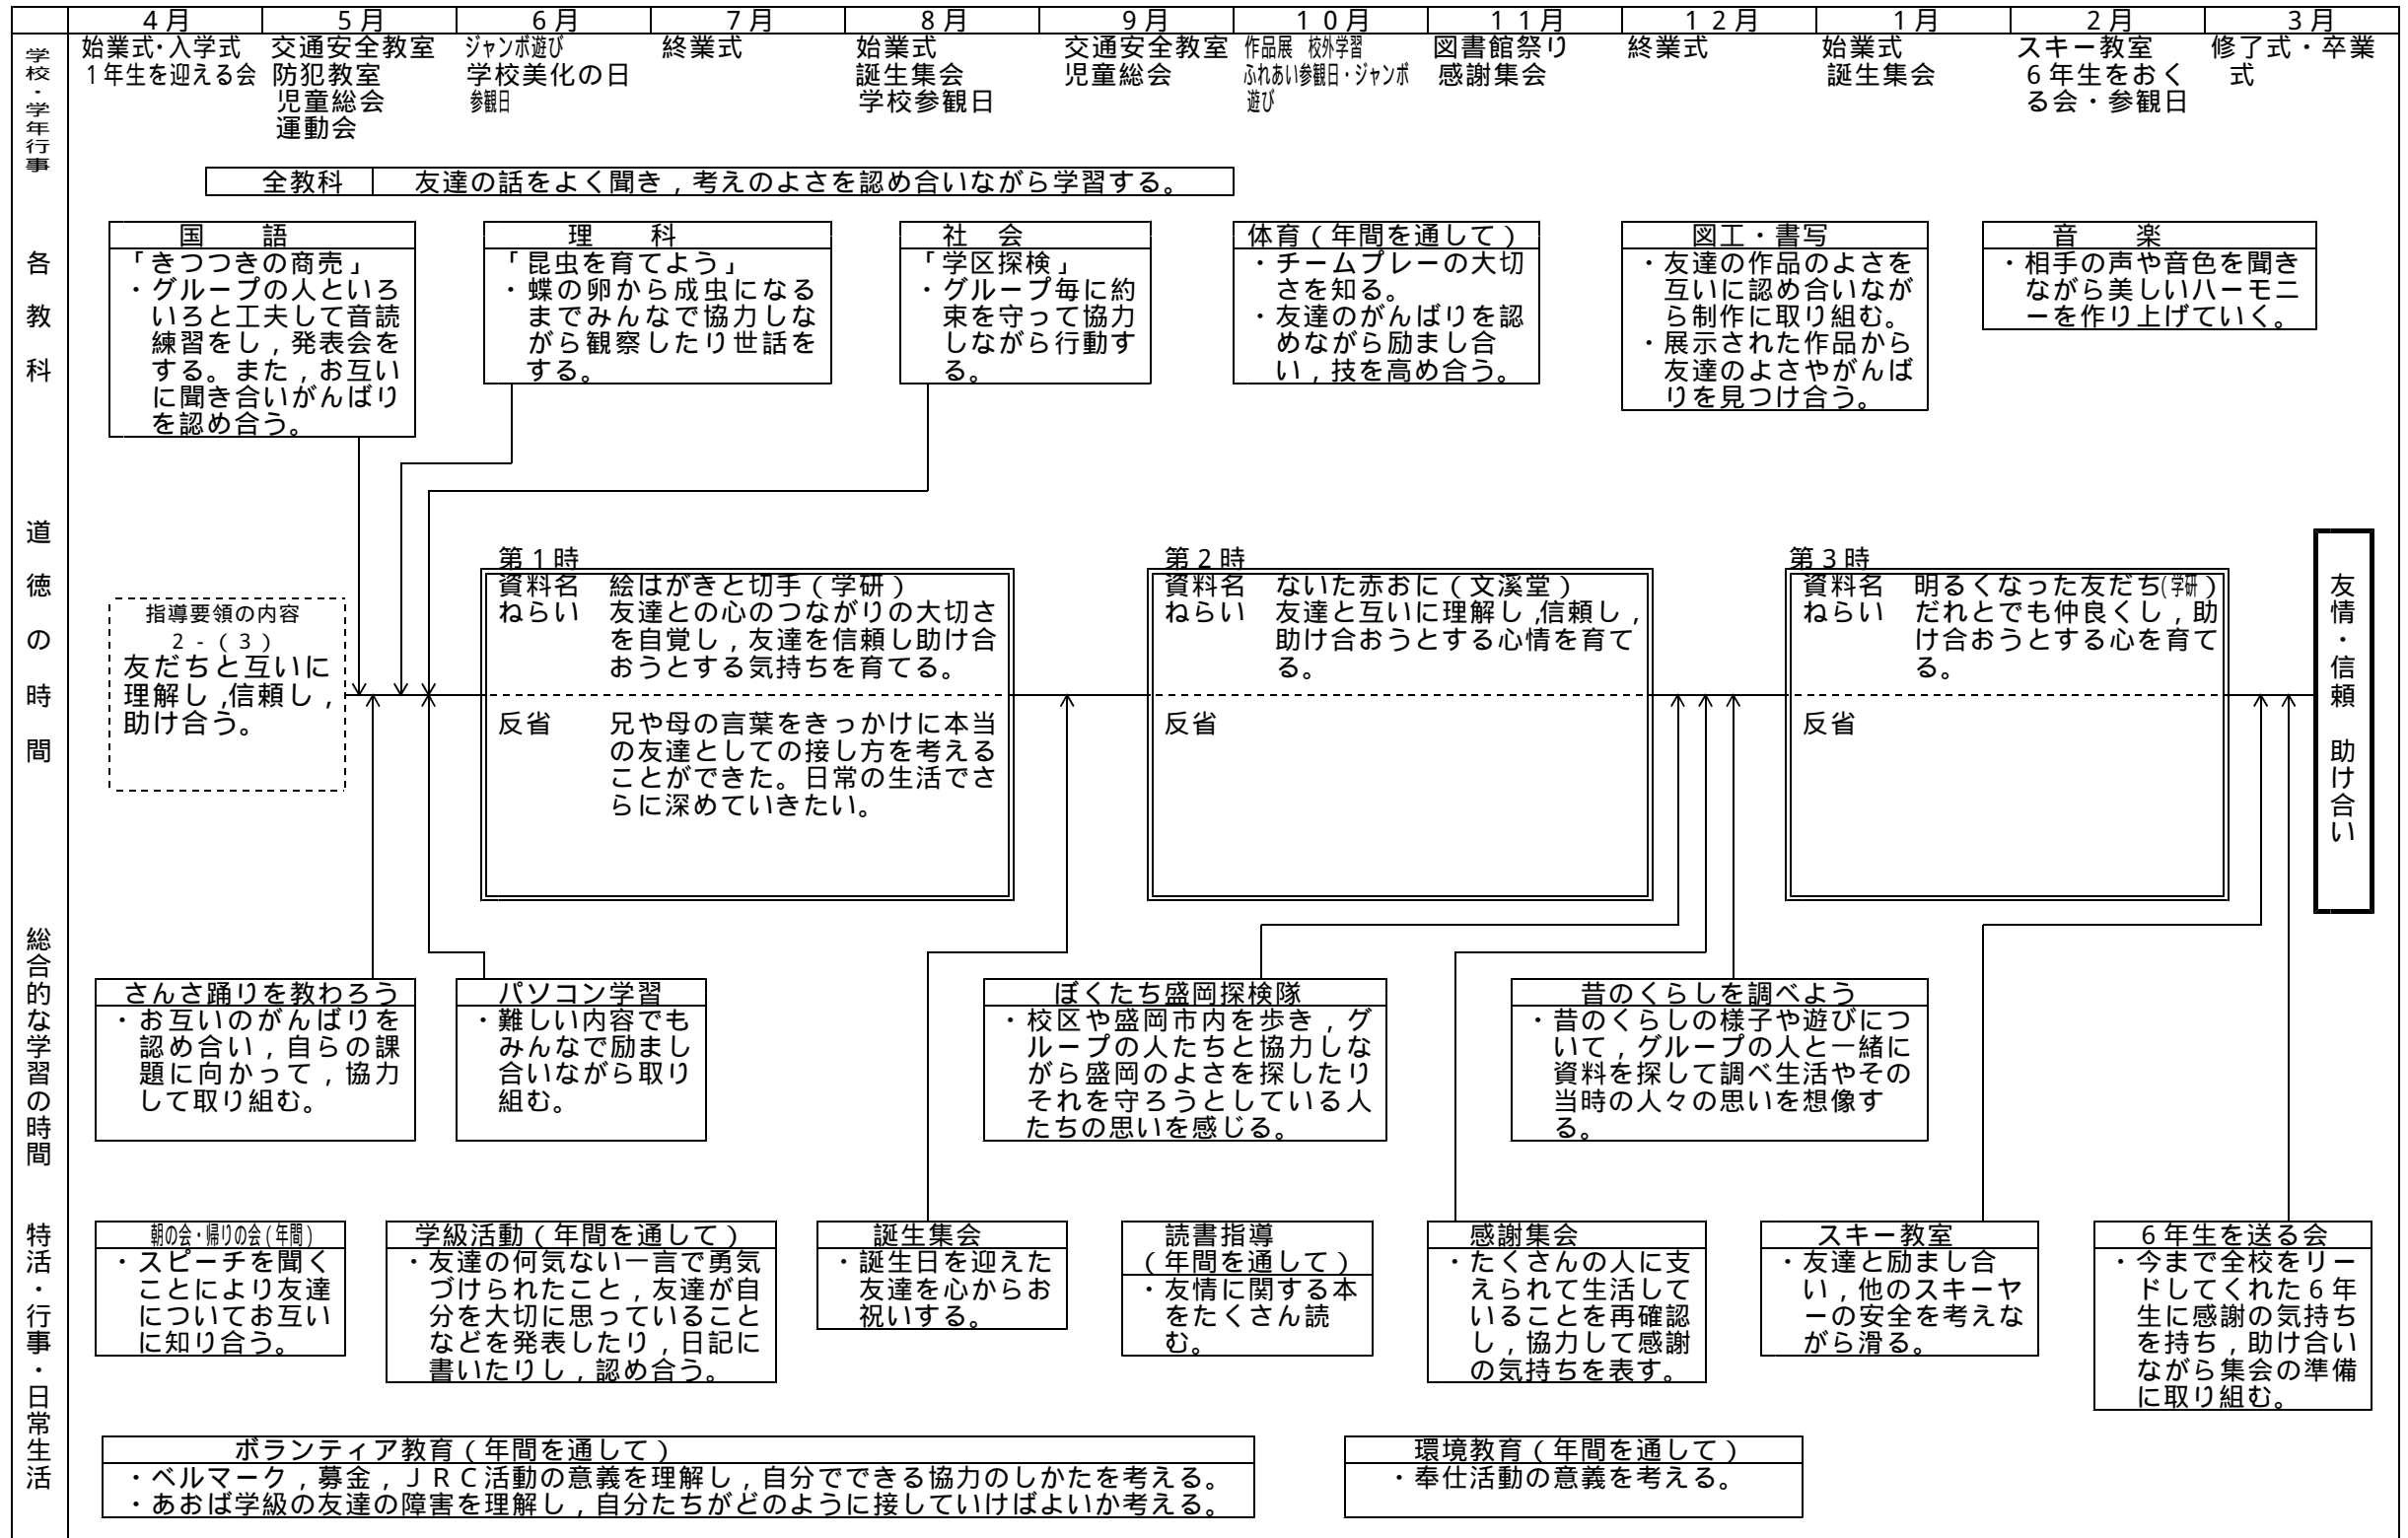 ４月　５月　６月　７月　８月　９月　１０月　１１月　１２月　１月　２月　３月
学校・学年行事
始業式・入学式
１年生を迎える会
交通安全教室
防犯教室
児童総会
運動会
ジャンボ遊び
学校美化の日
参観日
終業式
始業式
誕生集会
学校参観日
交通安全教室
児童総会
作品展　校外学習
ふれあい参観日・ジャンボ
遊び
図書館祭り
感謝集会
終業式
始業式
誕生集会
スキー教室
６年生をおく
る会・参観日
修了式・卒業
式
各教科
全教科　友達の話をよく聞き，考えのよさを認め合いながら学習する。
国　語
「きつつきの商売」
・グループの人といろ
いろと工夫して音読
練習をし，発表会を
する。また，お互い
に聞き合いがんばり
を認め合う。
理　科
「昆虫を育てよう」
・蝶の卵から成虫になる
までみんなで協力しな
がら観察したり世話を
する。
社　会
「学区探検」
・グループ毎に約
束を守って協力
しながら行動す
る。
体育（年間を通して）
・チームプレーの大切
さを知る。
・友達のがんばりを認
めながら励まし合
い，技を高め合う。
図工・書写
・友達の作品のよさを
互いに認め合いなが
ら制作に取り組む。
・展示された作品から
友達のよさやがんば
りを見つけ合う。
音　楽
・相手の声や音色を聞き
ながら美しいハーモニ
ーを作り上げていく。
道徳の時間
指導要領の内容
２-（３）
友だちと互いに
理解し,信頼し，
助け合う。
第１時
資料名　絵はがきと切手（学研）
ねらい　友達との心のつながりの大切さ
を自覚し，友達を信頼し助け合
おうとする気持ちを育てる。
反省　兄や母の言葉をきっかけに本当
の友達としての接し方を考える
ことができた。日常の生活でさ
らに深めていきたい。
第２時
資料名　ないた赤おに（文溪堂）
ねらい　友達と互いに理解し,信頼し，
助け合おうとする心情を育て
る。
反省
第３時
資料名　明るくなった友だち(学研）
ねらい　だれとでも仲良くし，助
け合おうとする心を育て
る。
反省
友情・信頼　助け合い
総合的な学習の時間
さんさ踊りを教わろう
・お互いのがんばりを
認め合い，自らの課
題に向かって，協力
して取り組む。
パソコン学習
・難しい内容でも
みんなで励まし
合いながら取り
組む。
ぼくたち盛岡探検隊
・校区や盛岡市内を歩き，グ
ループの人たちと協力しな
がら盛岡のよさを探したり
それを守ろうとしている人
たちの思いを感じる。
昔のくらしを調べよう
・昔のくらしの様子や遊びにつ
いて，グループの人と一緒に
資料を探して調べ生活やその
当時の人々の思いを想像す
る。
特活・行事・日常生活
朝の会・帰りの会（年間）
・スピーチを聞く
ことにより友達
についてお互い
に知り合う。
学級活動（年間を通して）
・友達の何気ない一言で勇気
づけられたこと，友達が自
分を大切に思っていること
などを発表したり，日記に
書いたりし，認め合う。
誕生集会
・誕生日を迎えた
友達を心からお
祝いする。
読書指導
（年間を通して）
・友情に関する本
をたくさん読
む。
感謝集会
・たくさんの人に支
えられて生活して
いることを再確認
し，協力して感謝
の気持ちを表す。
スキー教室
・友達と励まし合
い，他のスキーヤ
ーの安全を考えな
がら滑る。
６年生を送る会
・今まで全校をリー
ドしてくれた６年
生に感謝の気持ち
を持ち，助け合い
ながら集会の準備
に取り組む。
ボランティア教育（年間を通して）
・ベルマーク，募金，ＪＲＣ活動の意義を理解し，自分でできる協力のしかたを考える。
・あおば学級の友達の障害を理解し，自分たちがどのように接していけばよいか考える。
環境教育（年間を通して）
・奉仕活動の意義を考える。